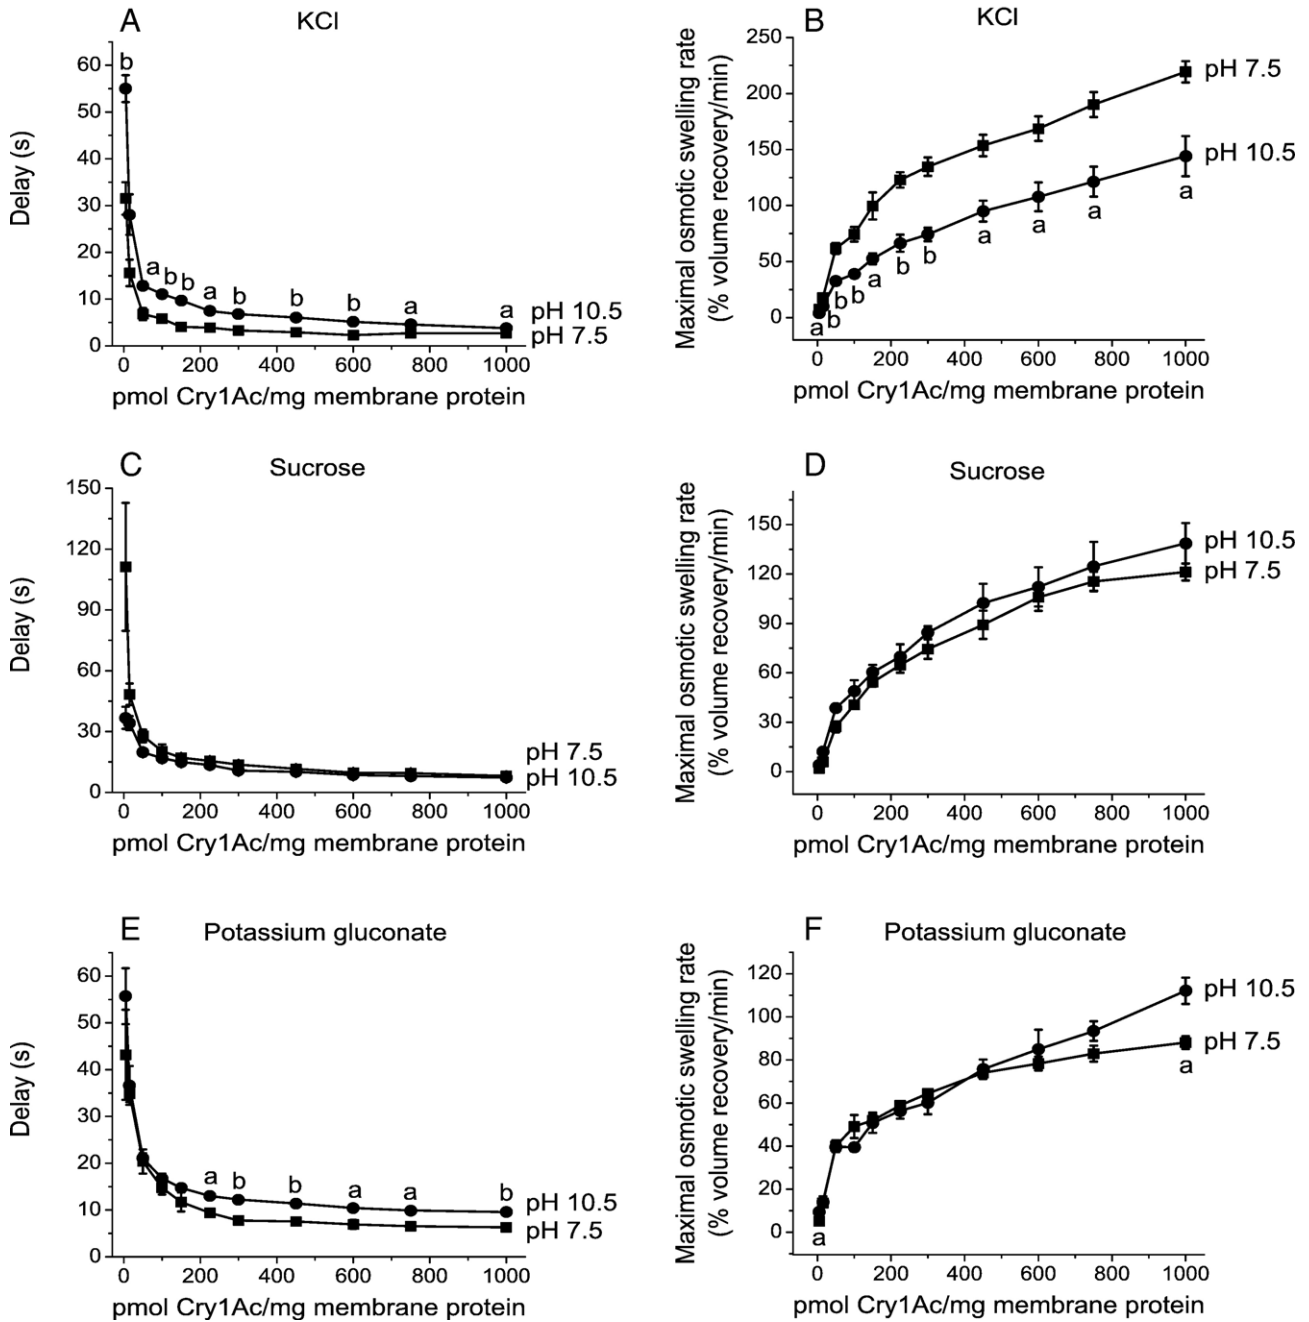 A
KCl
Delay (s)
60
50
40
30
20
10
0
b
a
b
b
a
b
b
b
a
a
pH 10.5
pH 7.5
0 200 400 600 800 1000
pmol Cry1Ac/mg membrane protein
B
KCl
Maximal osmotic swelling rate
(% volume recovery/min)
250
200
150
100
50
0
pH 7.5
pH 10.5
a
b
b
b
a
b
b
a
a
a
a
0 200 400 600 800 1000
pmol Cry1Ac/mg membrane protein
C
Sucrose
Delay (s)
150
120
90
60
30
0
pH 7.5
pH 10.5
0 200 400 600 800 1000
pmol Cry1Ac/mg membrane protein
D
Sucrose
Maximal osmotic swelling rate
(% volume recovery/min)
150
120
90
60
30
0
pH 10.5
pH 7.5
0 200 400 600 800 1000
pmol Cry1Ac/mg membrane protein
E
Potassium gluconate
Delay (s)
60
50
40
30
20
10
0
a
b
b
a
a
b
pH 10.5
pH 7.5
0 200 400 600 800 1000
pmol Cry1Ac/mg membrane protein
F
Potassium gluconate
Maximal osmotic swelling rate
(% volume recovery/min)
120
100
80
60
40
20
0
pH 10.5
pH 7.5
a
a
0 200 400 600 800 1000
pmol Cry1Ac/mg membrane protein